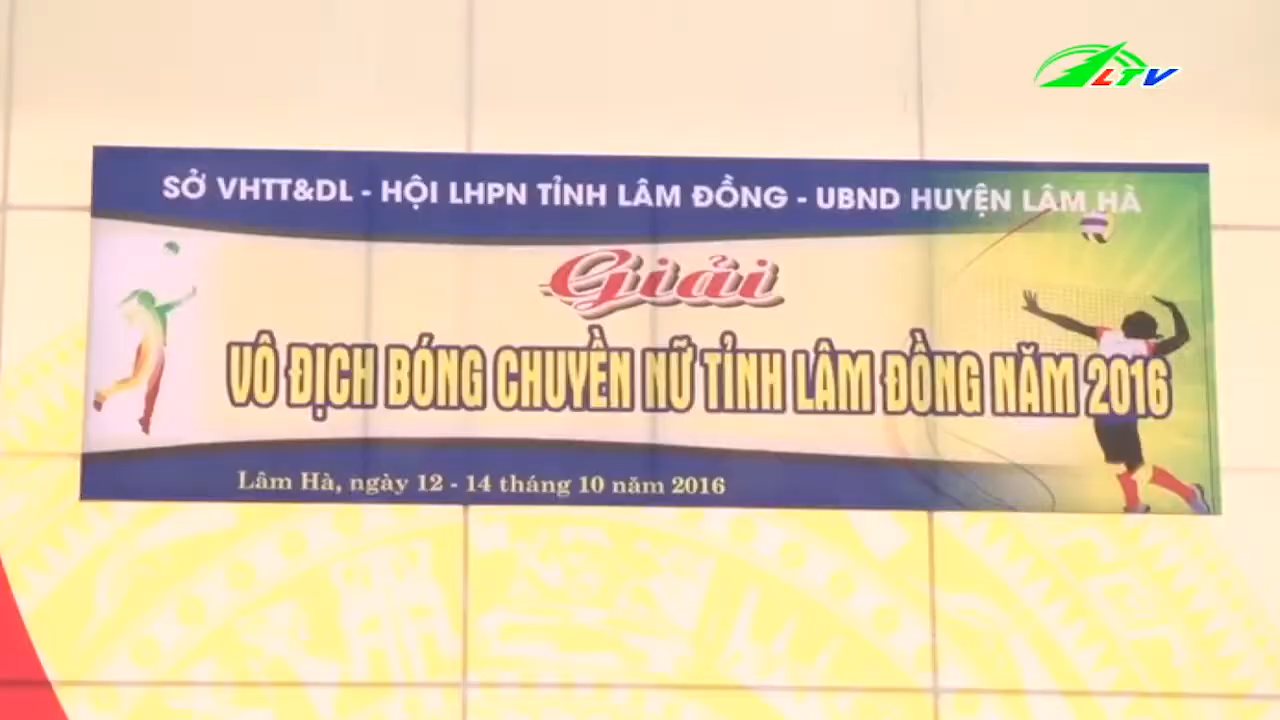 LTV
SỞ VHTT&DL - HỘI LHPN TỈNH LÂM ĐỒNG - UBND HUYỆN LÂM HÀ
Giải
VÔ ĐỊCH BÓNG CHUYỀN NỮ TỈNH LÂM ĐỒNG NĂM 2016
Lâm Hà, ngày 12 - 14 tháng 10 năm 2016